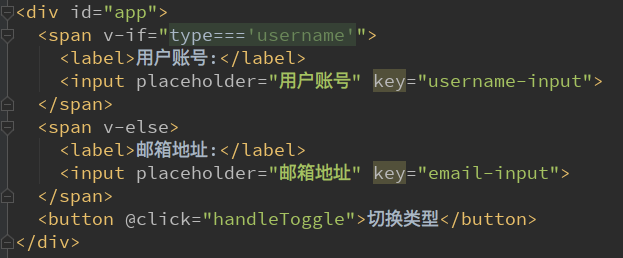 <div id="app">
<span v-if="type==='username'">
<label>用户账号:</label>
<input placeholder="用户账号" key="username-input">
</span>
<span v-else>
<label>邮箱地址:</label>
<input placeholder="邮箱地址" key="email-input">
</span>
<button @click="handleToggle">切换类型</button>
</div>